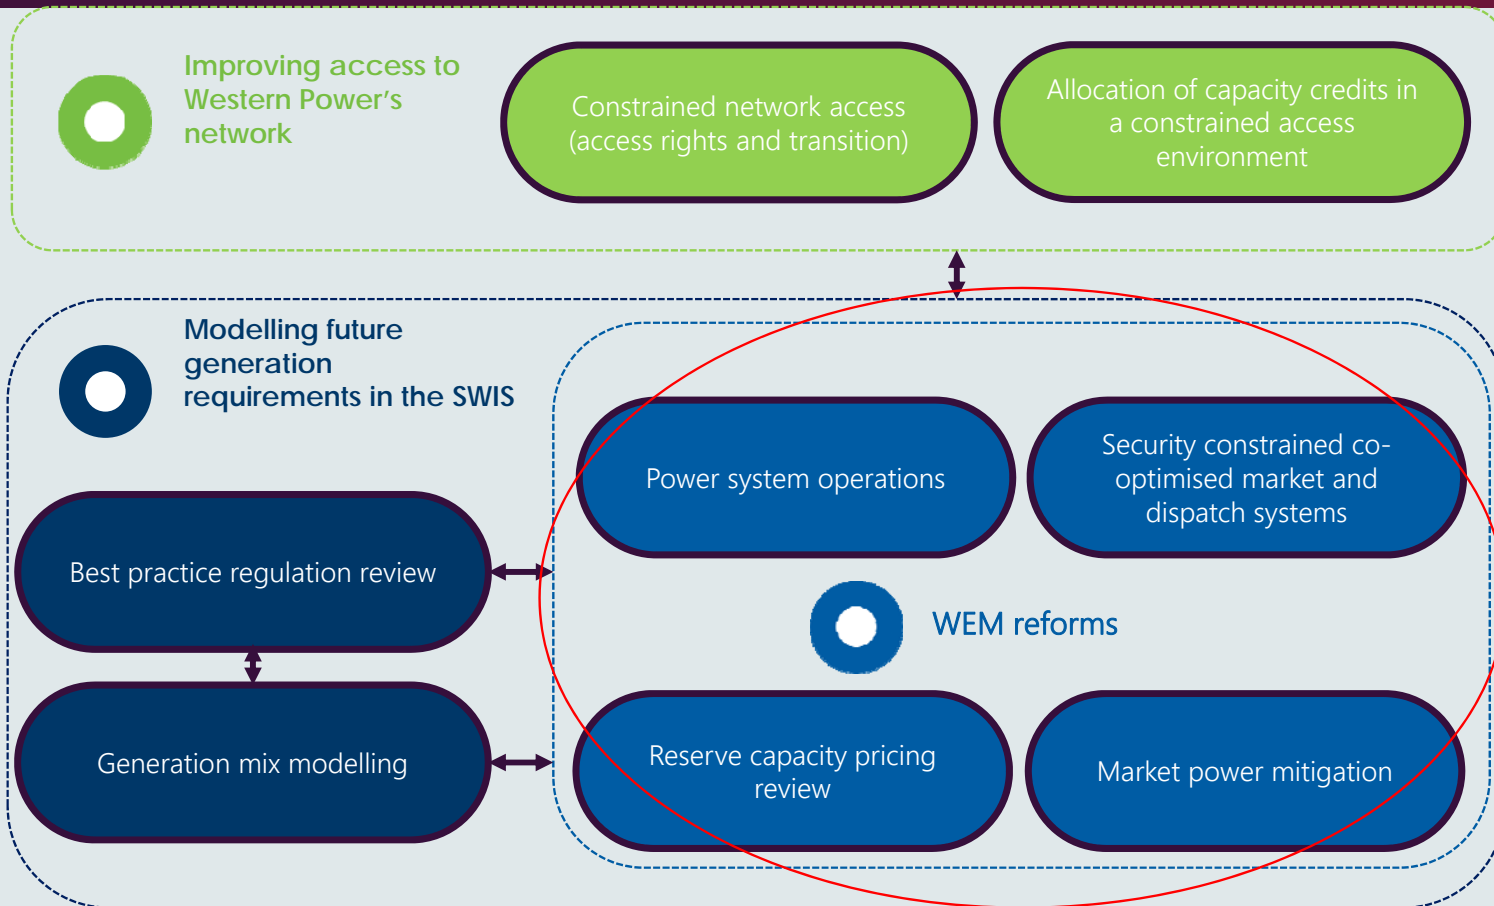 Improving access to
Western Power's
network
Constrained network access
(access rights and transition)
Allocation of capacity credits in
a constrained access
environment
Modelling future
generation
requirements in the SWIS
Power system operations
Security constrained co-
optimised market and
dispatch systems
Best practice regulation review
WEM reforms
Generation mix modelling
Reserve capacity pricing
review
Market power mitigation